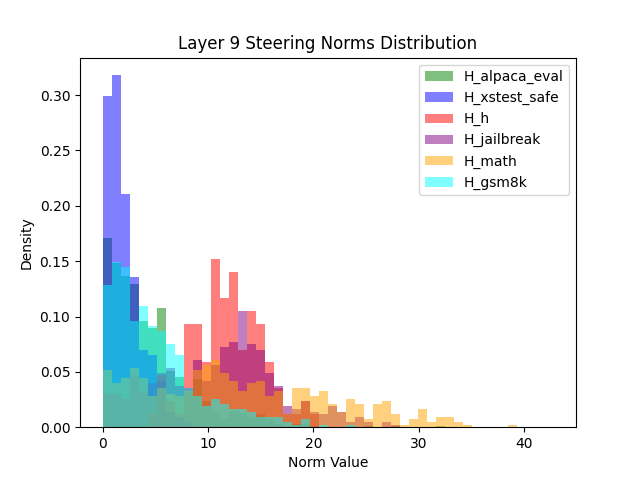 Layer 9 Steering Norms Distribution
H_alpaca_eval
H_xstest_safe
H_h
H_jailbreak
H_math
H_gsm8k
0.30
0.25
0.20
0.15
0.10
0.05
0.00
Density
0 10 20 30 40
Norm Value